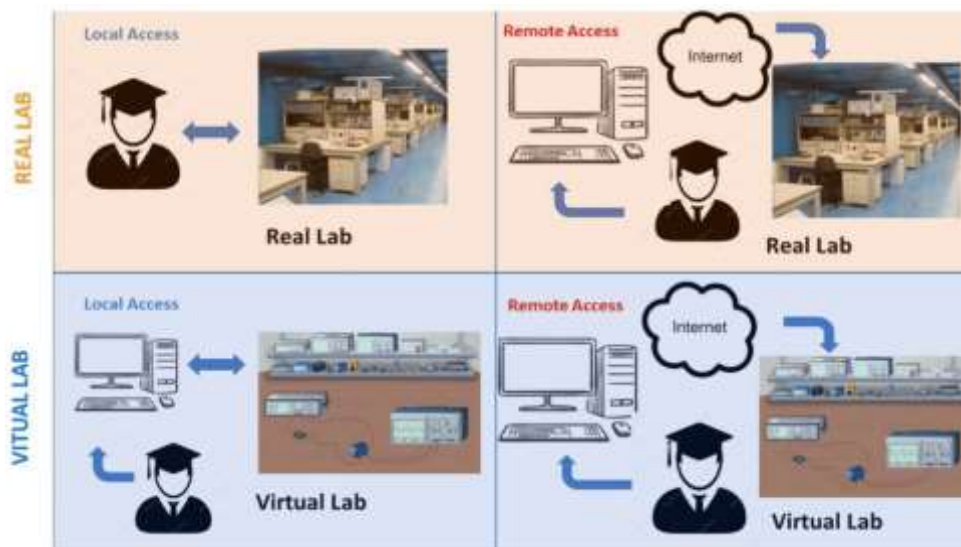 REAL LAB
Local Access
Real Lab
Remote Access
Internet
Real Lab
VITUAL LAB
Local Access
Virtual Lab
Remote Access
Internet
Virtual Lab